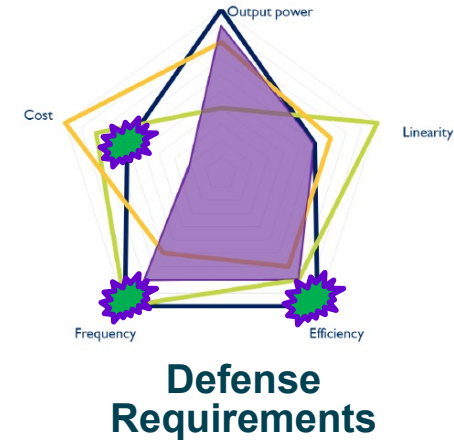 Output power
Cost
Linearity
Frequency
Efficiency
Defense
Requirements